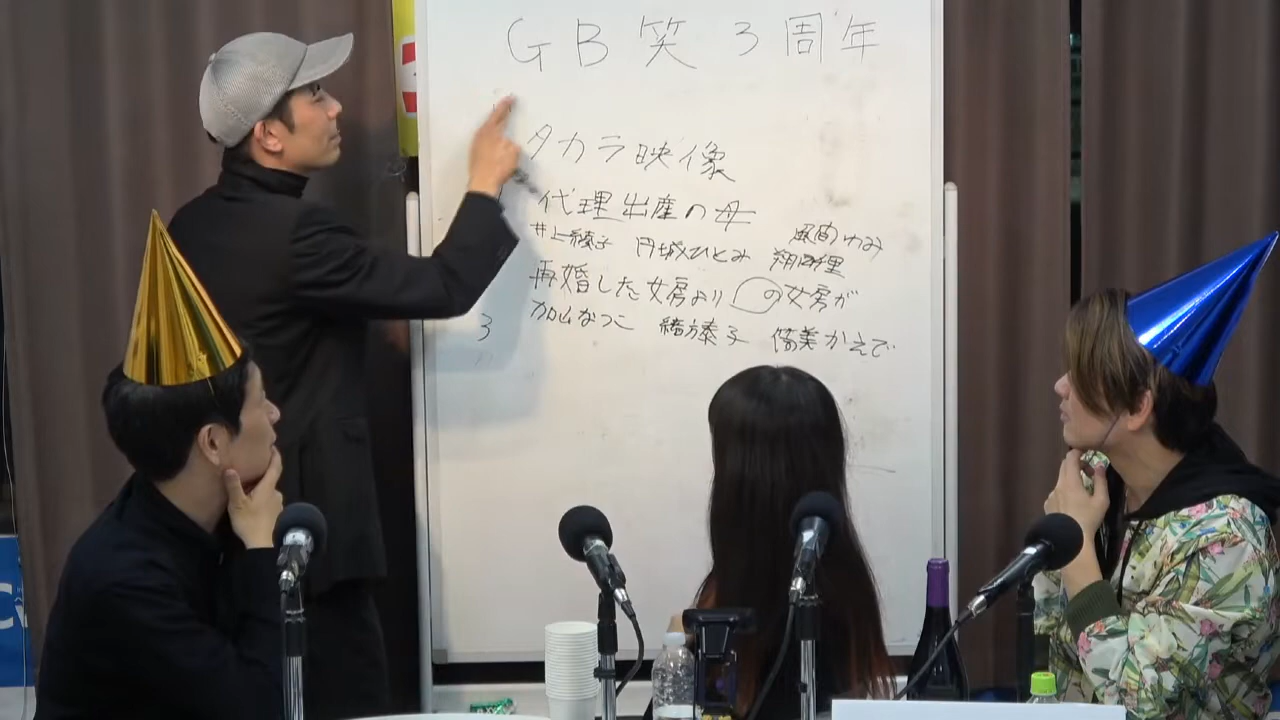 GB笑3周年
タカラ映像
代理出産の母
井上綾子 円城ひとみ 風間ゆみ
翔田千里
再婚した女房より の女房が
加山なつこ 緒方泰子 倖美かえで
3